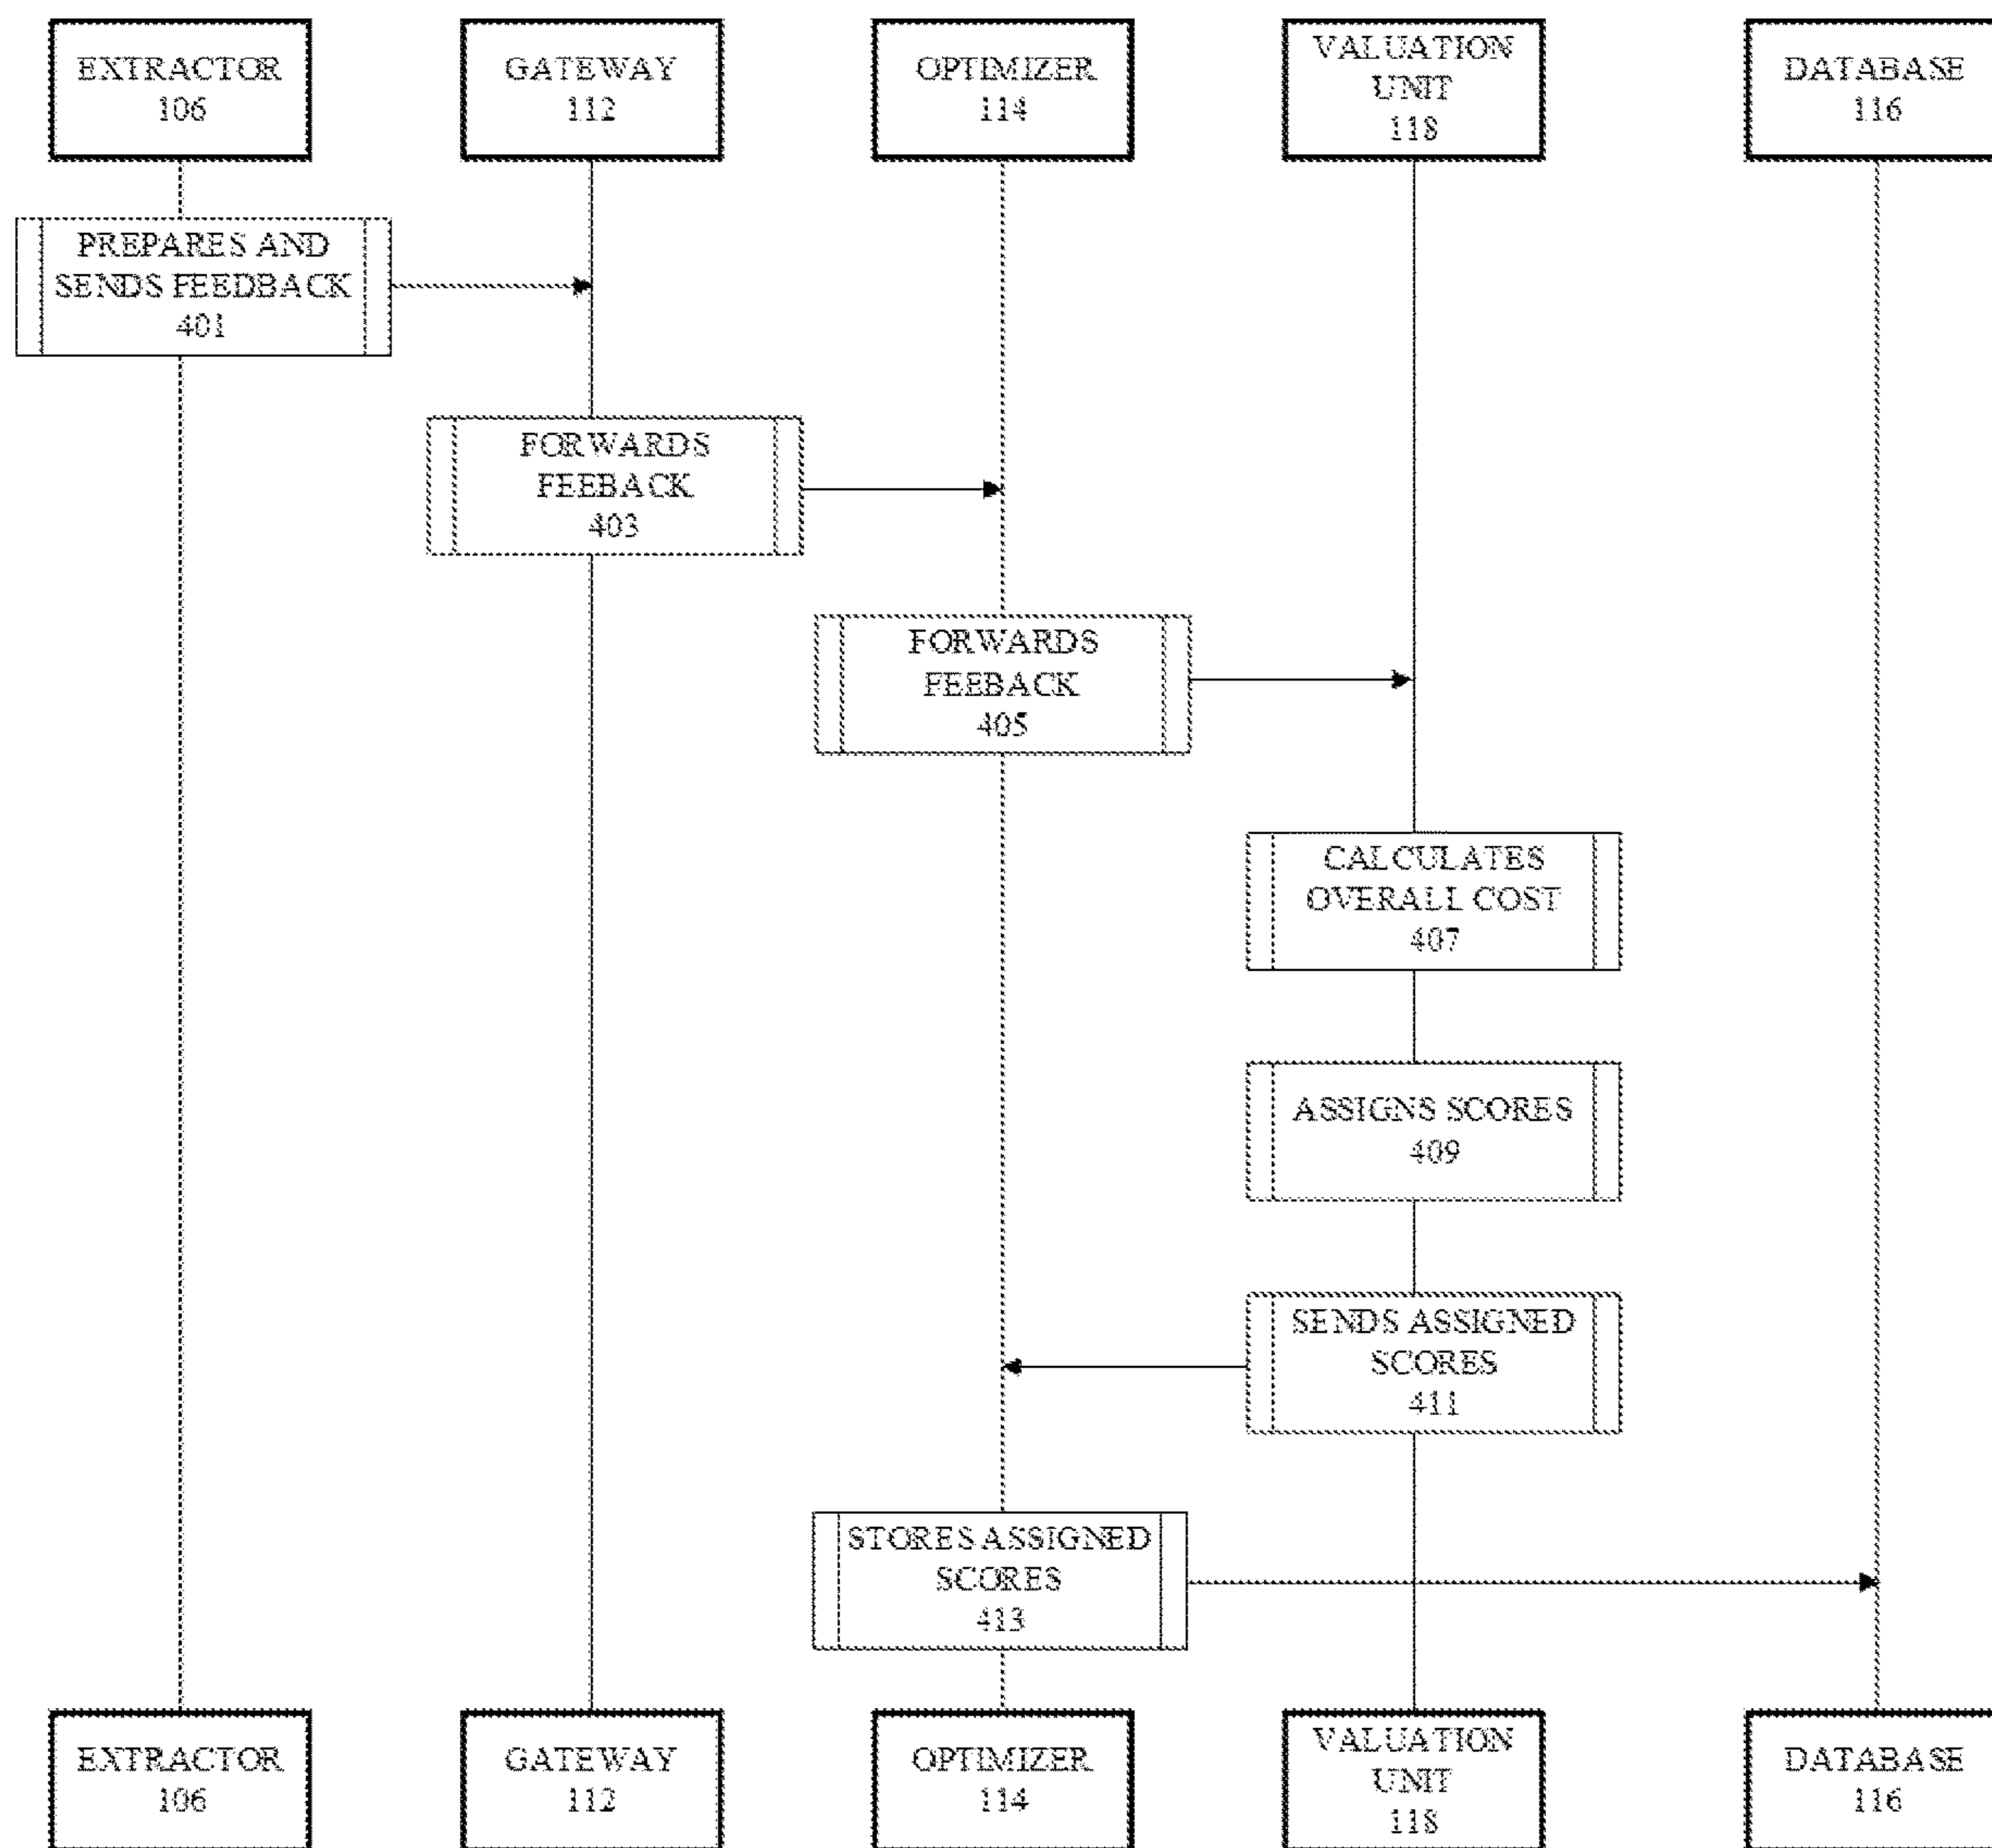 EXTRACTOR
106
GATEWAY
112
OPTIMIZER
114
VALUATION
UNIT
118
DATABASE
116
PREPARES AND
SENDS FEEDBACK
401
FORWARDS
FEEBACK
403
FORWARDS
FEEBACK
405
CALCULATES
OVERALL COST
407
ASSIGNS SCORES
409
SENDS ASSIGNED
SCORES
411
STORES ASSIGNED
SCORES
413
EXTRACTOR
106
GATEWAY
112
OPTIMIZER
114
VALUATION
UNIT
118
DATABASE
116